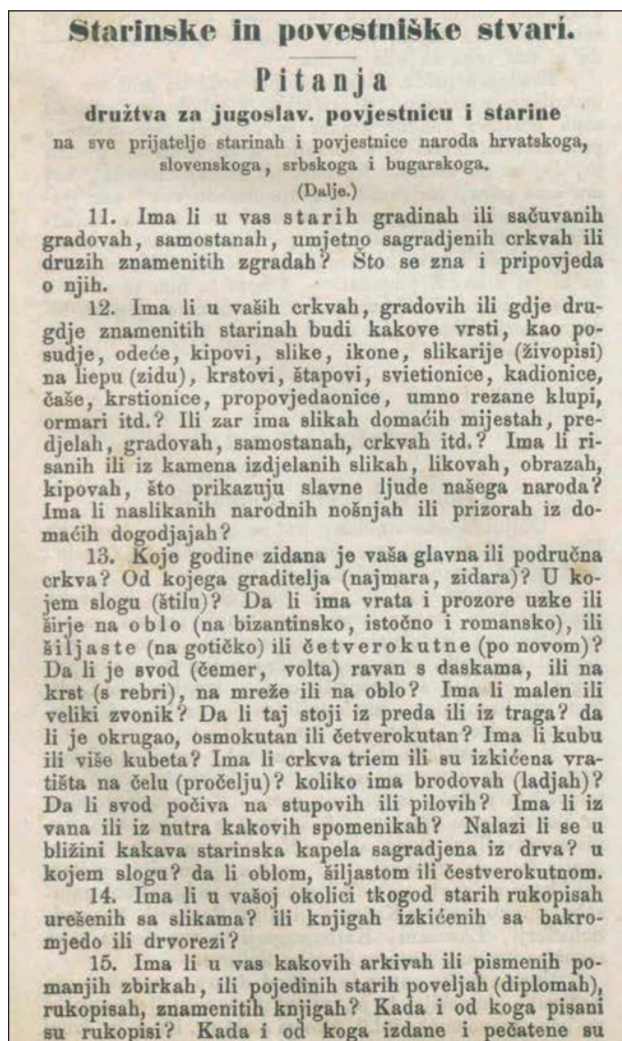 Starinske in povestniške stvari.
Pitanja
družtva za jugoslav. povjestnicu i starine
na sve prijatelje starinah i povjestnice naroda hrvatskoga,
slovenskoga, srbskoga i bugarskoga.
(Dalje.)
11. Ima li u vas starih gradinah ili sačuvanih
gradovah, samostanah, umjetno sagradjenih crkvah ili
druzih znamenitih zgradah? Što se zna i pripovjeda
o njih.
12. Ima li u vaših crkvah, gradovih ili gdje dru-
gdje znamenitih starinah budi kakove vrsti, kao po-
sudje, odeće, kipovi, slike, ikone, slikarije (živopisi)
na liepu (zidu), krstovi, štapovi, svietionice, kadionice,
čaše, krstionice, propovjedaonice, umno rezane klupi,
ormari itd.? Ili zar ima slikah domaćih mijestah, pre-
djelah, gradovah, samostanah, crkvah itd.? Ima li ri-
sanih ili iz kamena izdjelanih slikah, likovah, obrazah,
kipovah, što prikazuju slavne ljude našega naroda?
Ima li naslikanih narodnih nošnjah ili prizorah iz do-
maćih dogodjajah?
13. Koje godine zidana je vaša glavna ili područna
crkva? Od kojega graditelja (najmara, zidara)? U ko-
jem slogu (štilu)? Da li ima vrata i prozore uzke ili
širje na oblo (na bizantinsko, istočno i romansko), ili
šiljaste (na gotičko) ili četverokutne (po novom)?
Da li je svod (čemer, volta) ravan s daskama, ili na
krst (s rebri), na mreže ili na oblo? Ima li malen ili
veliki zvonik? Da li taj stoji iz preda ili iz traga? da
li je okrugao, osmokutan ili četverokutan? Ima li kubu
ili više kubeta? Ima li crkva triem ili su izkićena vra-
tišta na čelu (pročelju)? koliko ima brodovah (ladjah)?
Da li svod počiva na stupovih ili pilovih? Ima li iz
vana ili iz nutra kakovih spomenikah? Nalazi li se u
bližini kakava starinska kapela sagradjena iz drva? u
kojem slogu? da li oblom, šiljastom ili čestverokutnom.
14. Ima li u vašoj okolici tkogod starih rukopisah
urešenih sa slikama? ili knjigah izkićenih sa bakro-
mjedo ili drvorezi?
15. Ima li u vas kakovih arkivah ili pismenih po-
manjih zbirkah, ili pojedinih starih poveljah (diplomah),
rukopisah, znamenitih knjigah? Kada i od koga pisani
su rukopisi? Kada i od koga izdane i pečatene su